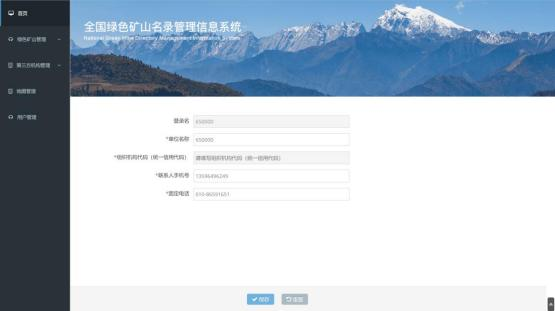 首页
绿色矿山管理
第三方机构管理
地图管理
用户管理
全国绿色矿山名录管理信息系统
National Green Mine Directory Management Information System
登录名 650000
*单位名称 650000
*组织机构代码（统一信用代码） 请填写组织机构代码（统一信用代码）
*联系人手机号 13596496249
*固定电话 010-86591651
保存
重置